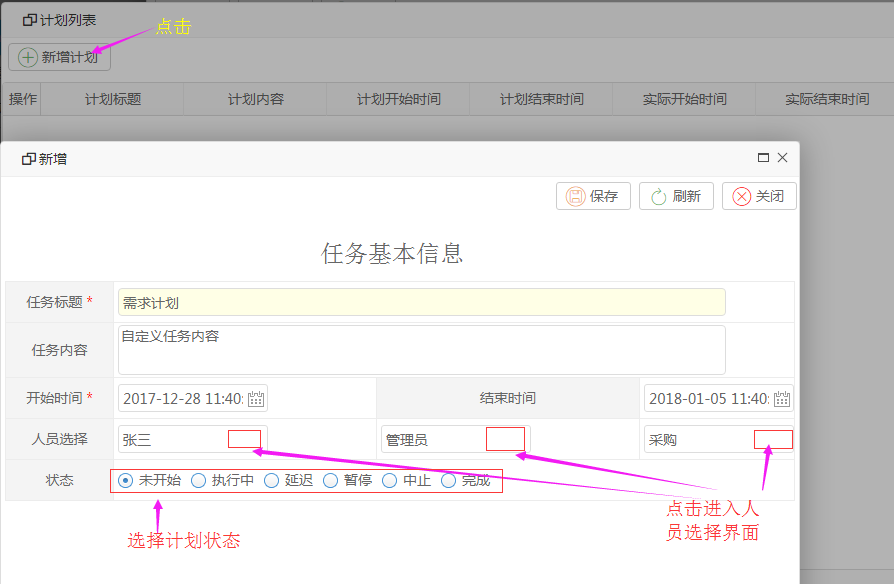 计划列表
点击
新增计划
操作 计划标题 计划内容 计划开始时间 计划结束时间 实际开始时间 实际结束时间
新增
保存 刷新 关闭
任务基本信息
任务标题 * 需求计划
任务内容 自定义任务内容
开始时间 * 2017-12-28 11:40: 结束时间 2018-01-05 11:40:
人员选择 张三 管理员 采购
状态 未开始 执行中 延迟 暂停 中止 完成
点击进入人
员选择界面
选择计划状态